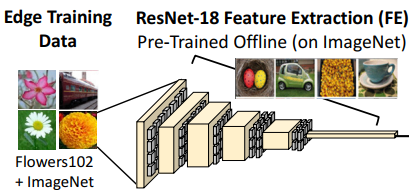 Edge Training
Data
ResNet-18 Feature Extraction (FE)
Pre-Trained Offline (on ImageNet)
Flowers102
+ ImageNet